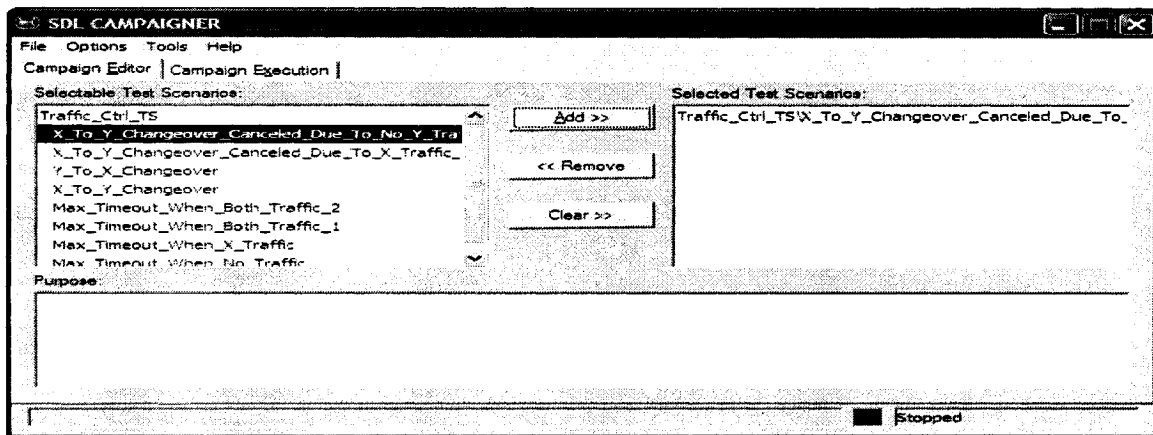 SDL CAMPAIGNER
File Options Tools Help
Campaign Editor Campaign Execution
Selectable Test Scenarios:
Traffic_Ctrl_TS
X_To_Y_Changeover_Canceled_Due_To_No_Y_Tra
X_To_Y_Changeover_Canceled_Due_To_X_Traffic_
Y_To_X_Changeover
X_To_Y_Changeover
Max_Timeout_When_Both_Traffic_2
Max_Timeout_When_Both_Traffic_1
Max_Timeout_When_X_Traffic
Max_Timeout_When_No_Traffic
Add >>
<< Remove
Clear >>
Selected Test Scenarios:
Traffic_Ctrl_TS\X_To_Y_Changeover_Canceled_Due_To_
Purpose:
Stopped